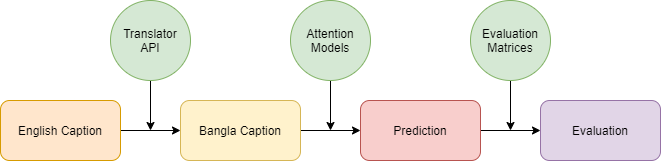 Translator
API
Attention
Models
Evaluation
Matrices
English Caption
Bangla Caption
Prediction
Evaluation